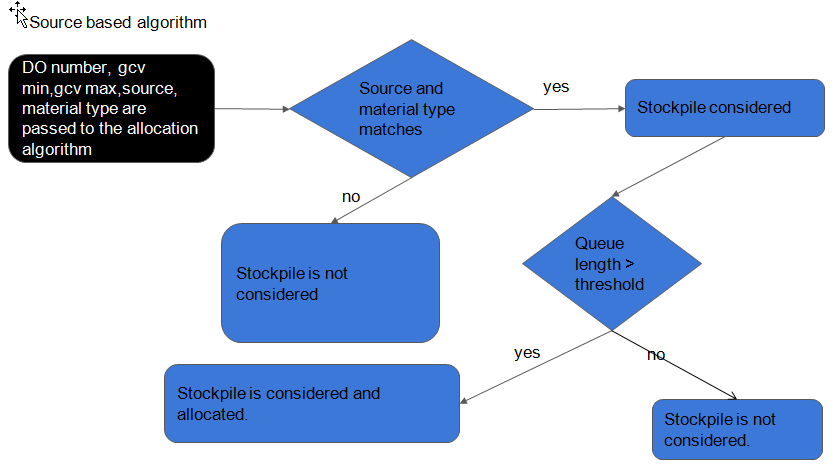 Source based algorithm
DO number, gcv
min,gcv max,source,
material type are
passed to the allocation
algorithm
Source and
material type
matches
yes
Stockpile considered
no
Stockpile is not
considered
Queue
length >
threshold
yes
no
Stockpile is considered and
allocated.
Stockpile is not
considered.